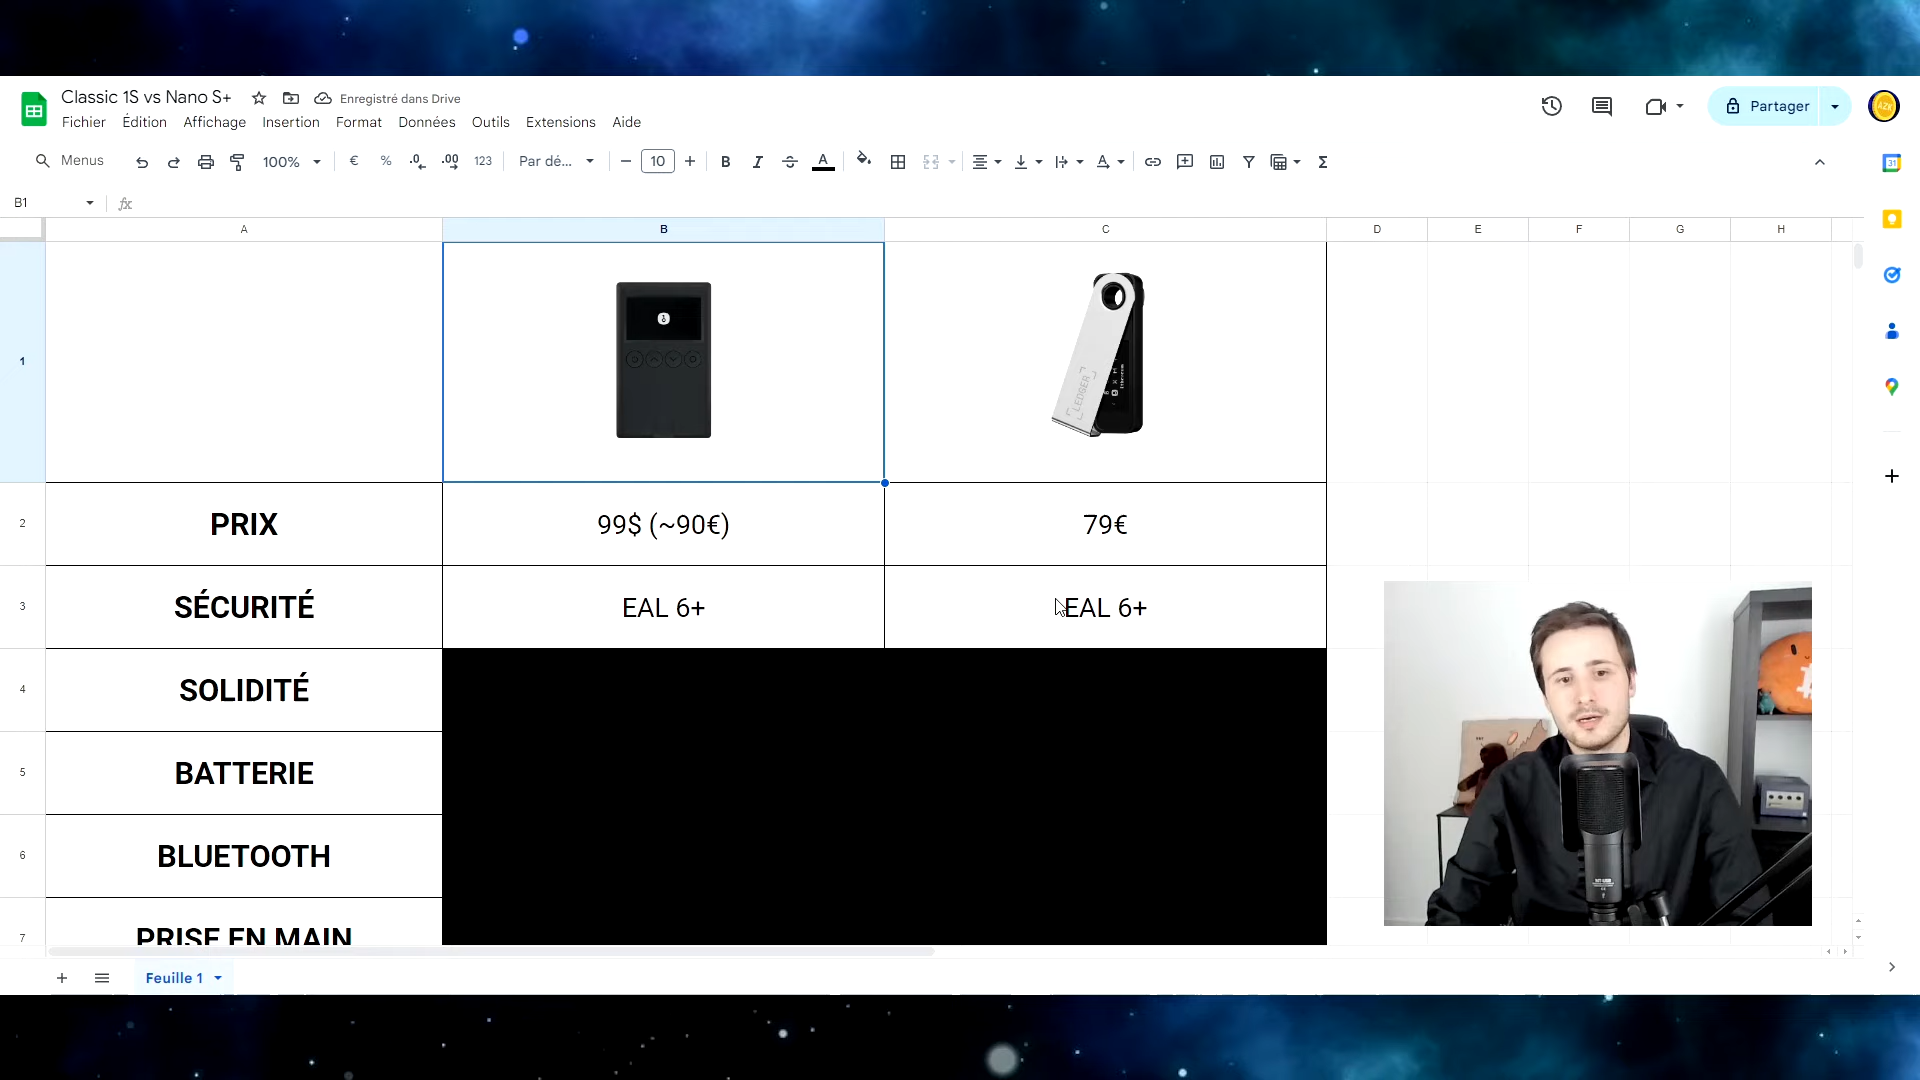 Classic 1S vs Nano S+
Enregistré dans Drive
Partager
Fichier Édition Affichage Insertion Format Données Outils Extensions Aide
Menus 100% € % .0 .00 123 Par dé... 10 B I A Σ
B1 fx
A B C D E F G H
1
LEDGER
2 PRIX 99$ (~90€) 79€
3 SÉCURITÉ EAL 6+ EAL 6+
4 SOLIDITÉ
5 BATTERIE
6 BLUETOOTH
7 PRISE EN MAIN
Feuille 1
31